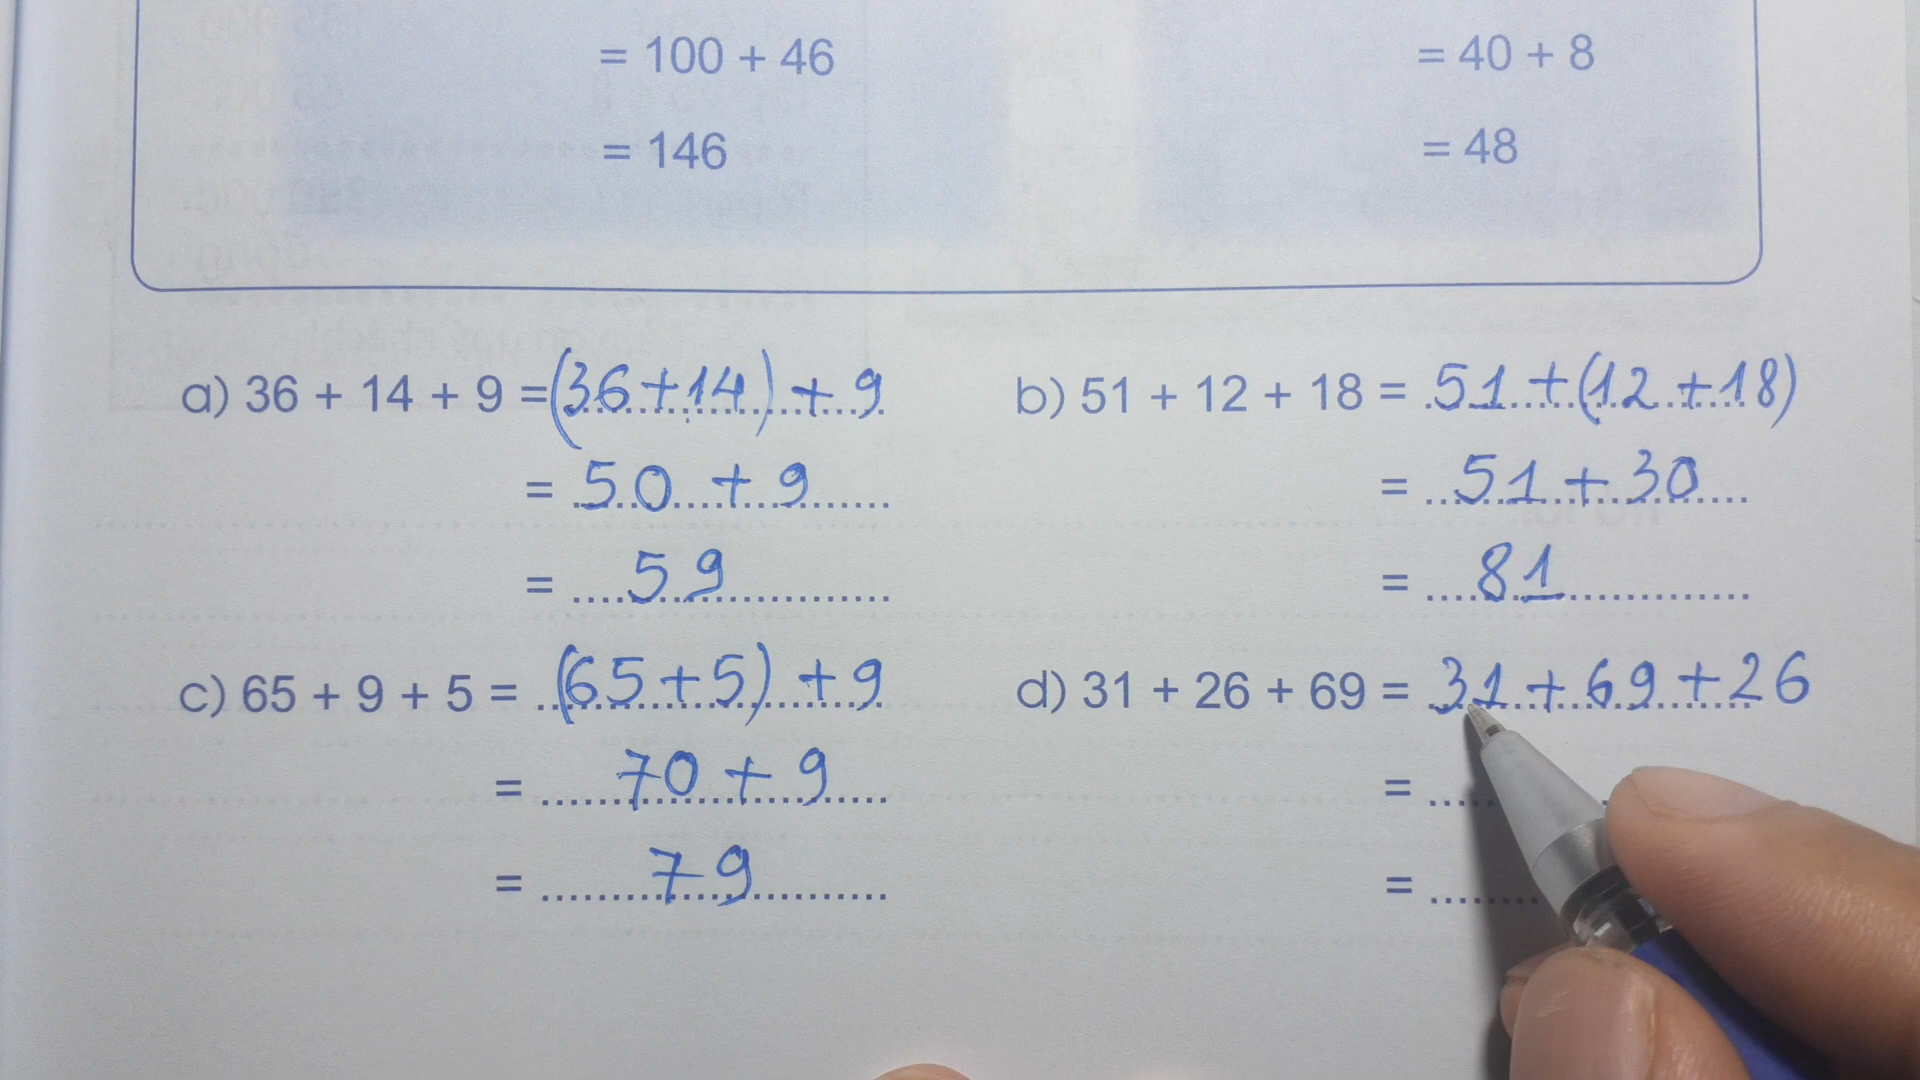 = 100 + 46
= 40 + 8
= 146
= 48
a) 36 + 14 + 9 = (36 + 14) + 9
= 50 + 9
= 59
b) 51 + 12 + 18 = 51 + (12 + 18)
= 51 + 30
= 81
c) 65 + 9 + 5 = (65 + 5) + 9
= 70 + 9
= 79
d) 31 + 26 + 69 = 31 + 69 + 26
=
=